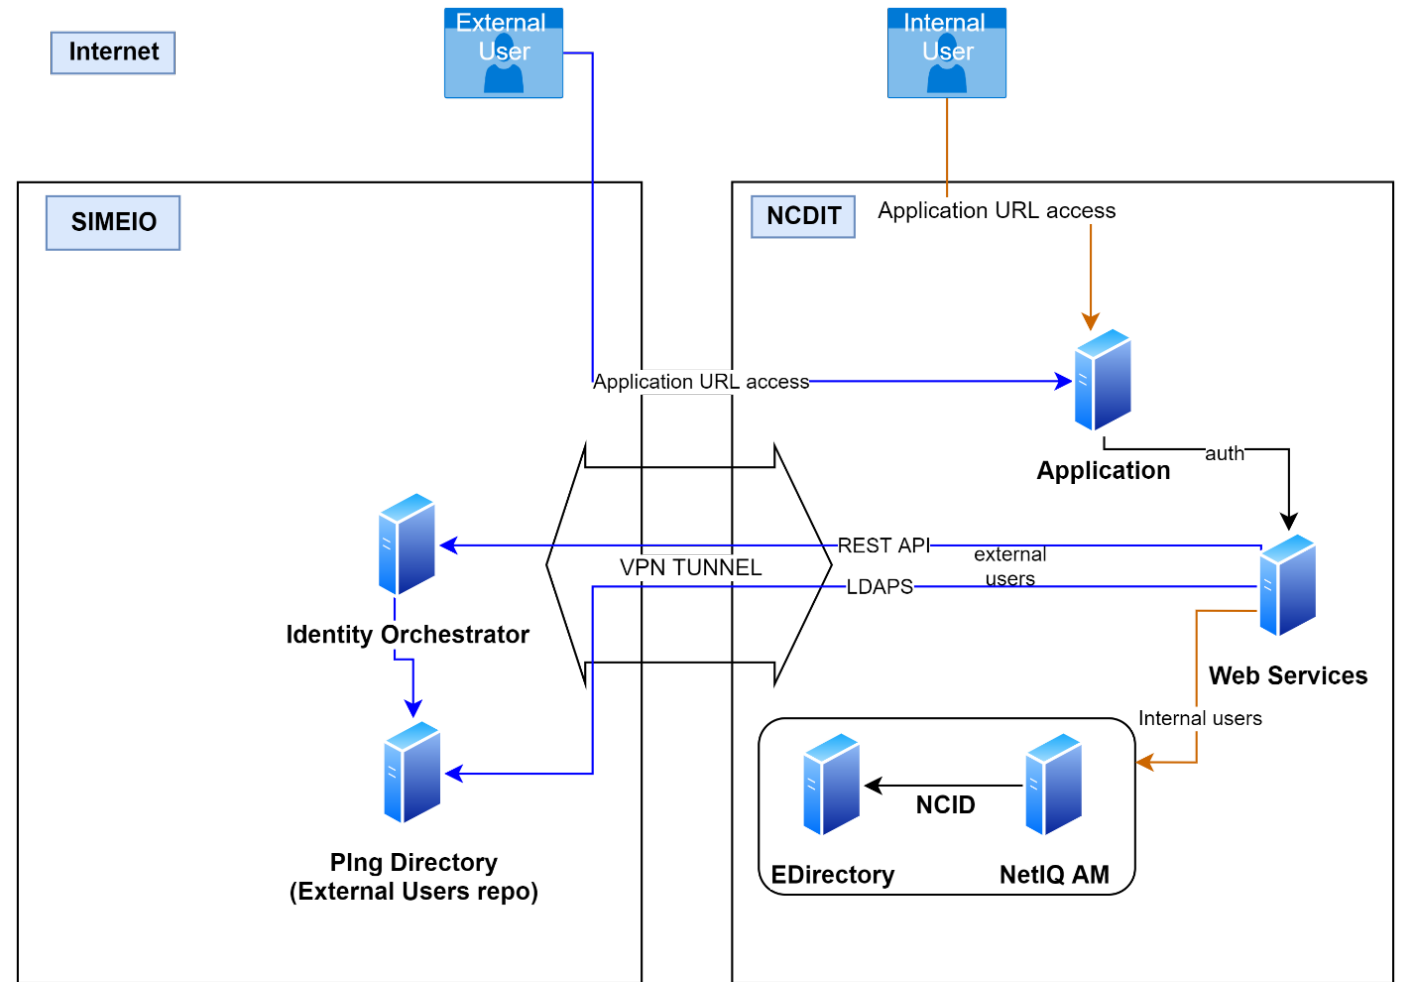 External
User
Internal
User
Internet
SIMEIO
NCDIT
Application URL access
Application URL access
Application
auth
REST API
external
users
VPN TUNNEL
LDAPS
Identity Orchestrator
Web Services
Internal users
NCID
PIng Directory
(External Users repo)
EDirectory
NetIQ AM